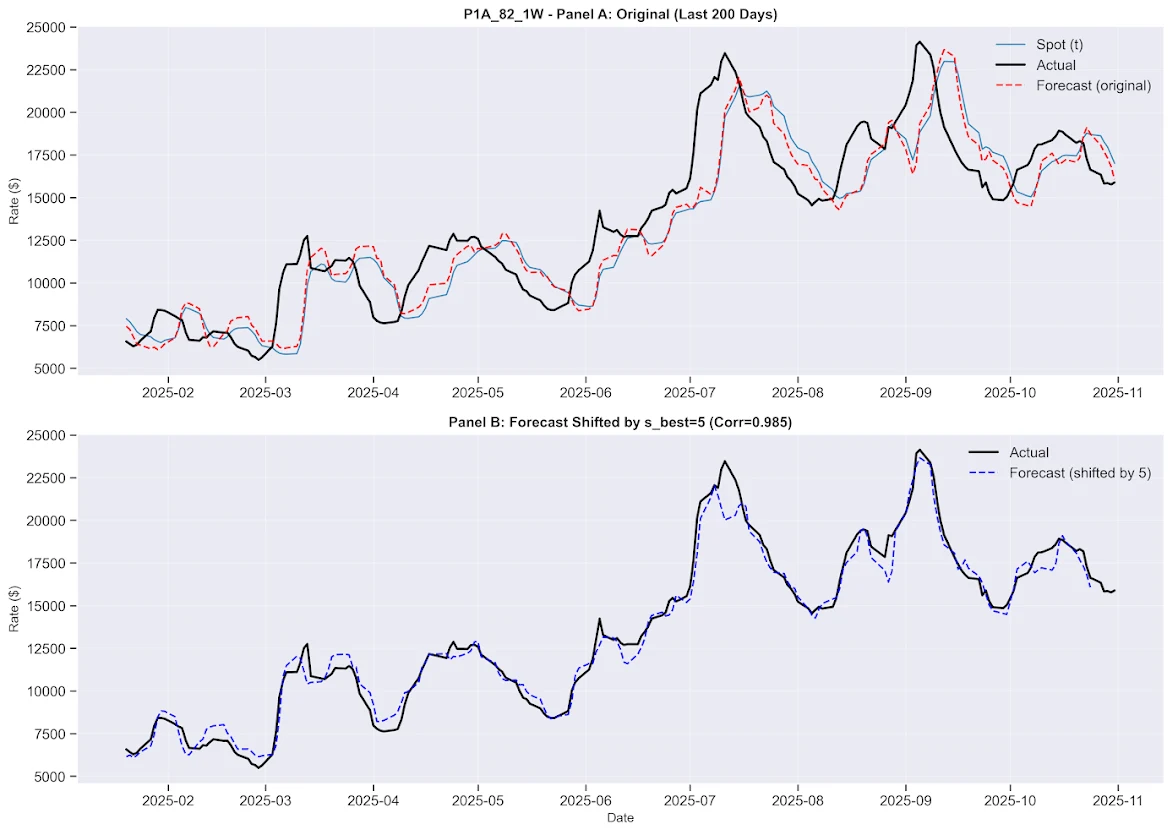 P1A_82_1W - Panel A: Original (Last 200 Days)
25000
22500
20000
17500
15000
12500
10000
7500
5000
Rate ($)
Spot (t)
Actual
Forecast (original)
2025-02 2025-03 2025-04 2025-05 2025-06 2025-07 2025-08 2025-09 2025-10 2025-11
Panel B: Forecast Shifted by s_best=5 (Corr=0.985)
25000
22500
20000
17500
15000
12500
10000
7500
5000
Rate ($)
Actual
Forecast (shifted by 5)
2025-02 2025-03 2025-04 2025-05 2025-06 2025-07 2025-08 2025-09 2025-10 2025-11
Date